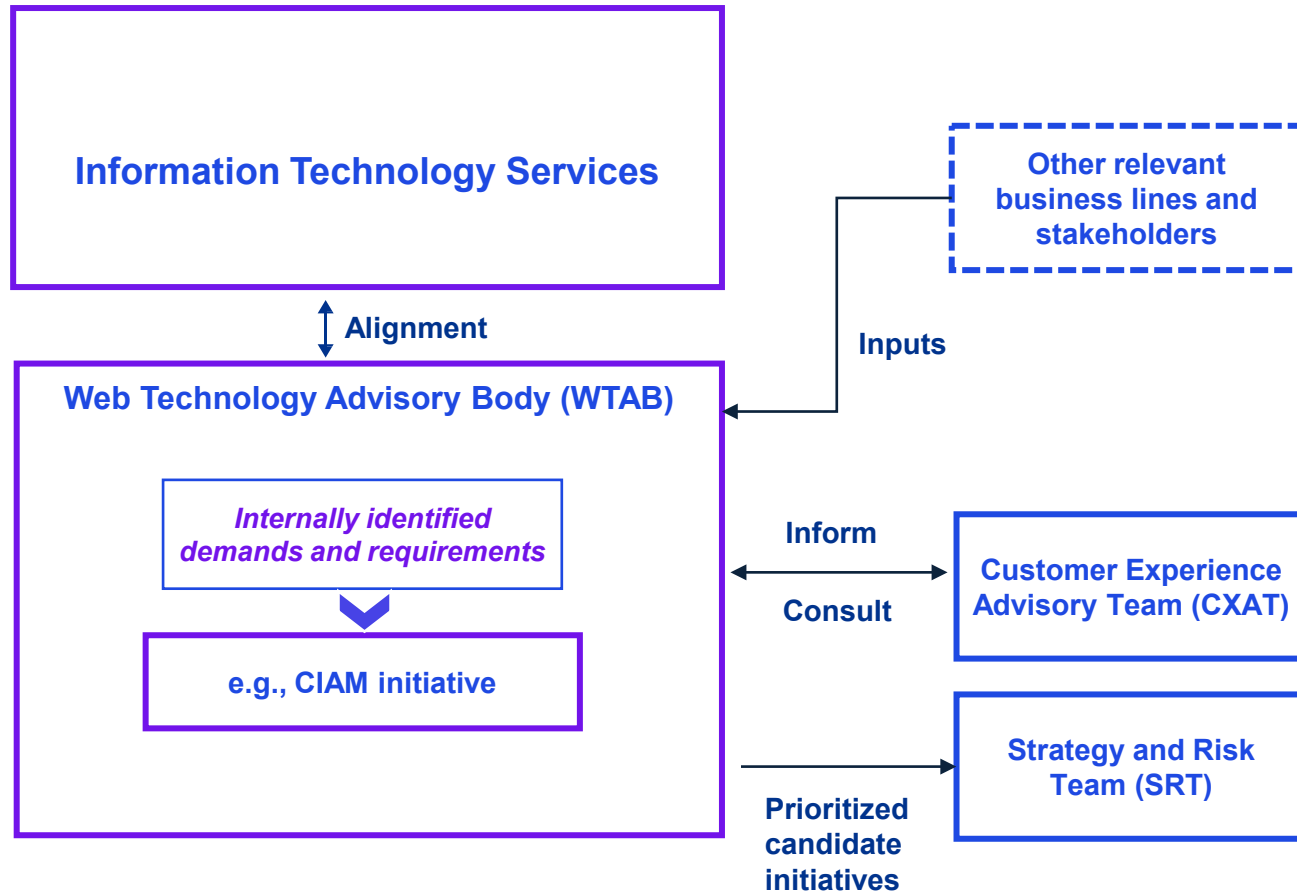 Information Technology Services
Other relevant
business lines and
stakeholders
Alignment
Inputs
Web Technology Advisory Body (WTAB)
Internally identified
demands and requirements
e.g., CIAM initiative
Inform
Consult
Customer Experience
Advisory Team (CXAT)
Strategy and Risk
Team (SRT)
Prioritized
candidate
initiatives